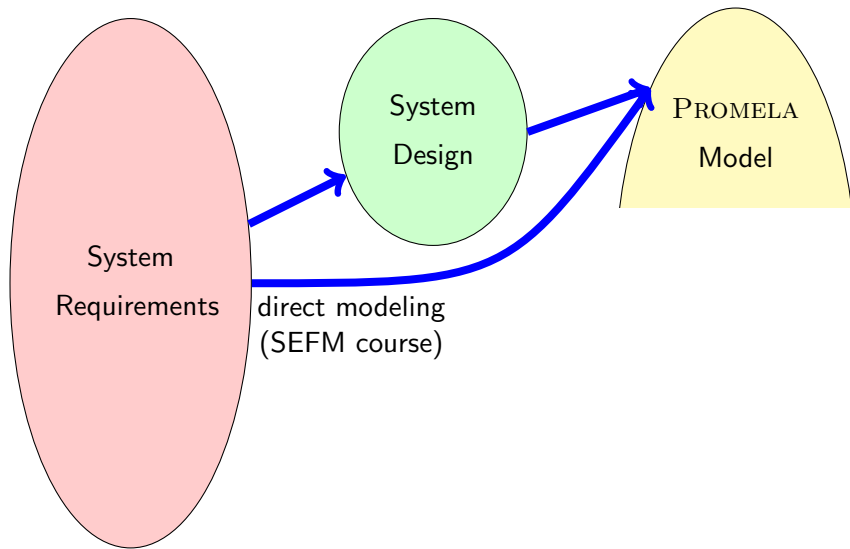 System
Design
PROMELA
Model
System
Requirements
direct modeling
(SEFM course)